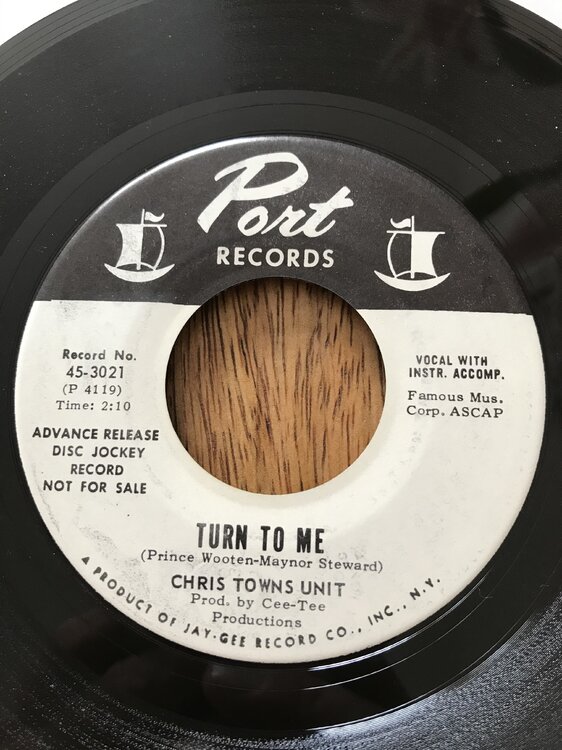 Port
RECORDS
Record No.
45-3021
(P 4119)
Time: 2:10
ADVANCE RELEASE
DISC JOCKEY
RECORD
NOT FOR SALE
VOCAL WITH
INSTR. ACCOMP.
Famous Mus.
Corp. ASCAP
TURN TO ME
(Prince Wooten-Maynor Steward)
CHRIS TOWNS UNIT
Prod. by Cee-Tee
Productions
A PRODUCT OF JAY-GEE RECORD CO., INC., N.Y.